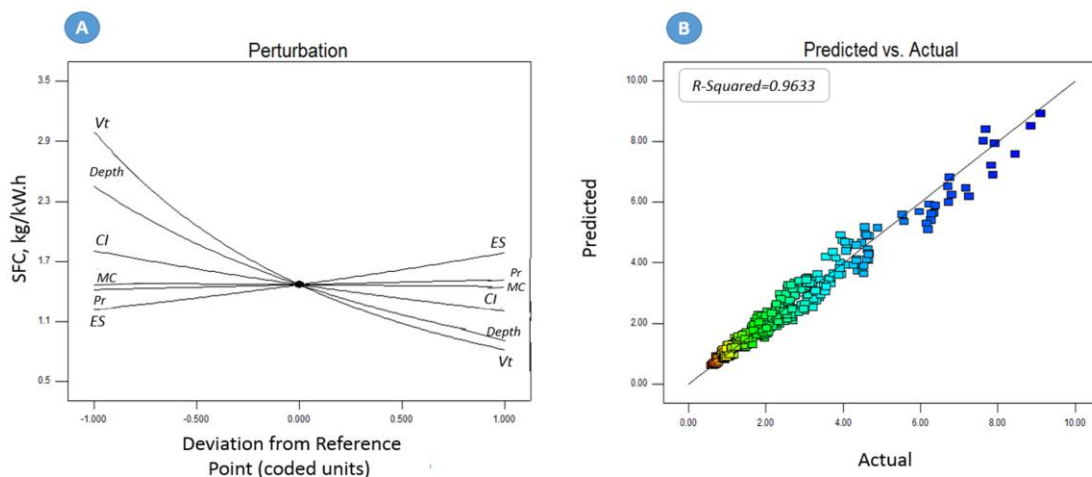 A
Perturbation
3.5
2.9
2.3
1.7
1.1
0.5
SFC, kg/kW.h
Vt
Depth
CI
MC
Pr
ES
ES
Pr
MC
CI
Depth
Vt
-1.000
-0.500
0.000
0.500
1.000
Deviation from Reference
Point (coded units)
B
Predicted vs. Actual
R-Squared=0.9633
10.00
8.00
6.00
4.00
2.00
0.00
Predicted
0.00
2.00
4.00
6.00
8.00
10.00
Actual